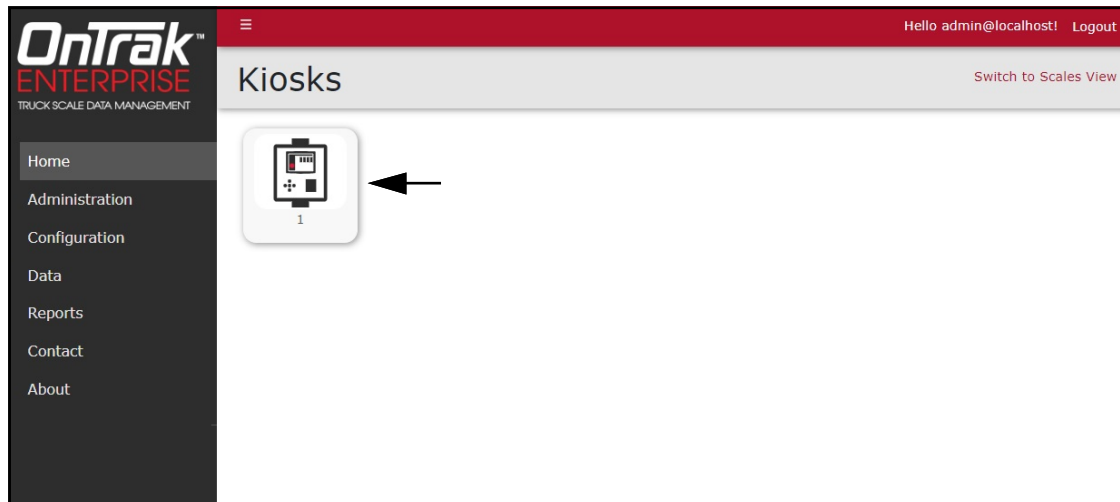 OnTrak™
ENTERPRISE
TRUCK SCALE DATA MANAGEMENT
Hello admin@localhost! Logout
Kiosks
Switch to Scales View
Home
Administration
Configuration
Data
Reports
Contact
About
1